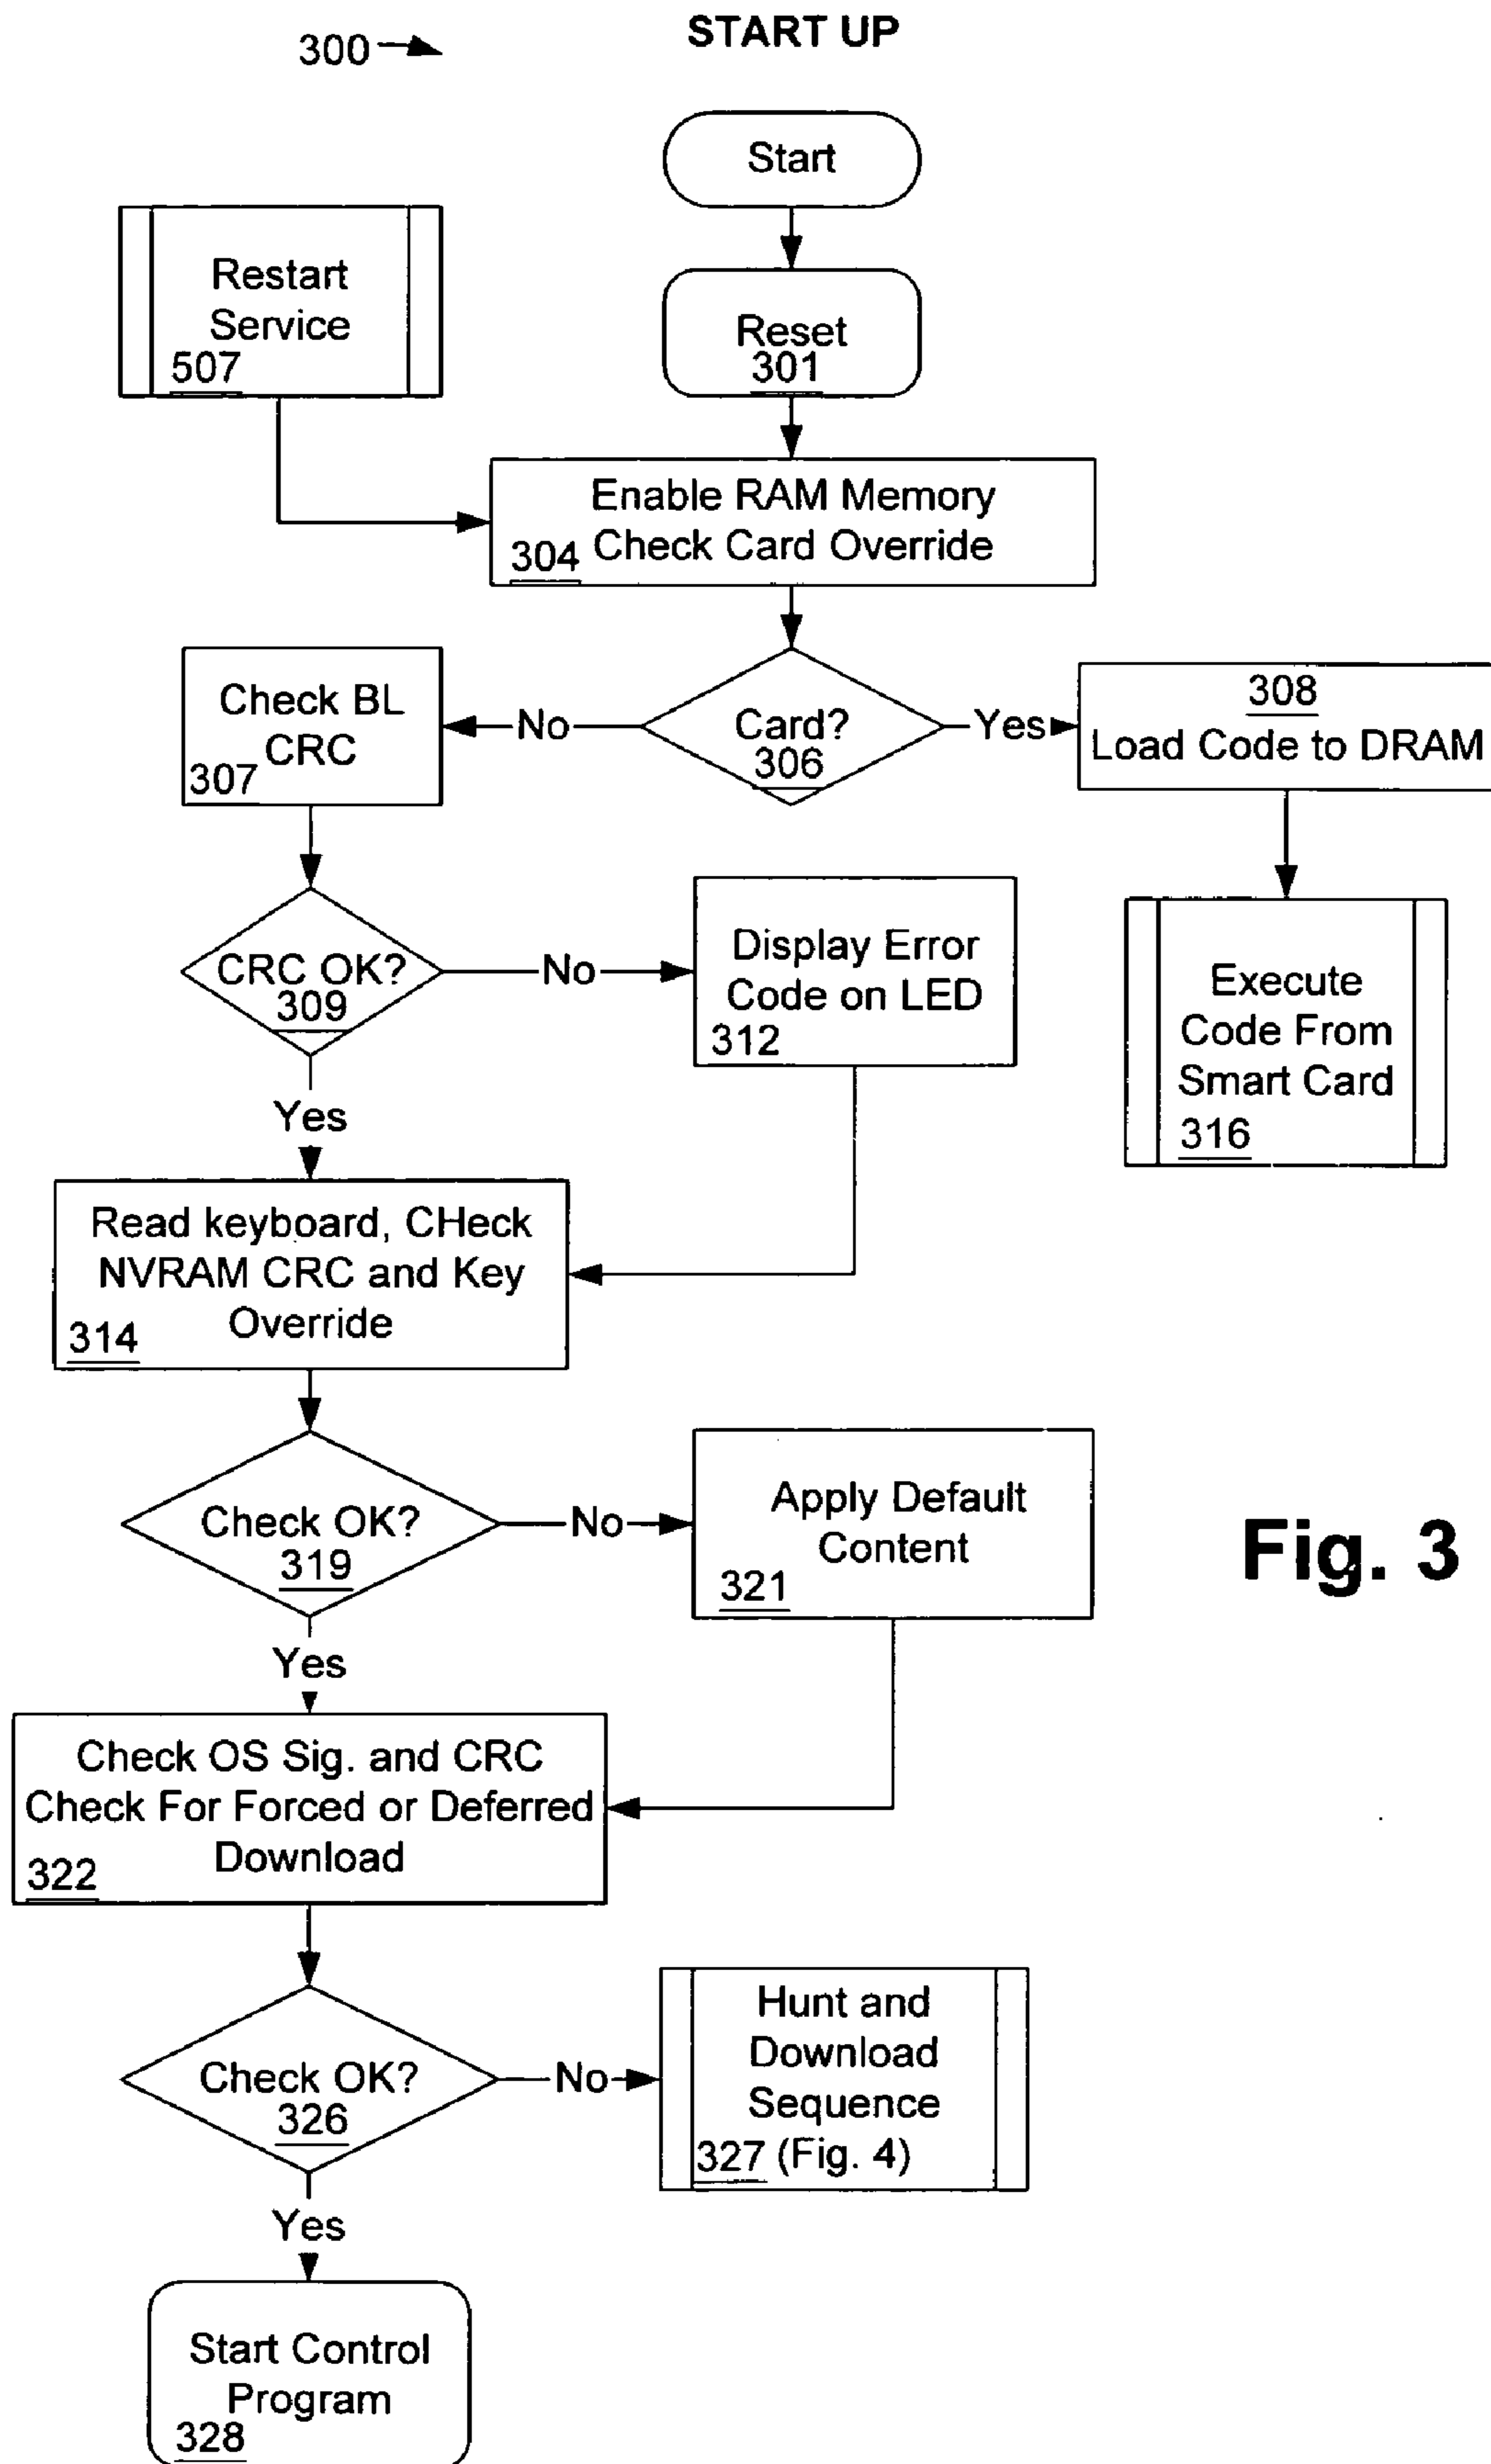 START UP
300
Start
Restart
Service
507
Reset
301
Enable RAM Memory
304 Check Card Override
Check BL
CRC
307
No
Card?
306
Yes
308
Load Code to DRAM
CRC OK?
309
No
Display Error
Code on LED
312
Execute
Code From
Smart Card
316
Yes
Read keyboard, CHeck
NVRAM CRC and Key
Override
314
Check OK?
319
No
Apply Default
Content
321
Fig. 3
Yes
Check OS Sig. and CRC
Check For Forced or Deferred
Download
322
Check OK?
326
No
Hunt and
Download
Sequence
327 (Fig. 4)
Yes
Start Control
Program
328